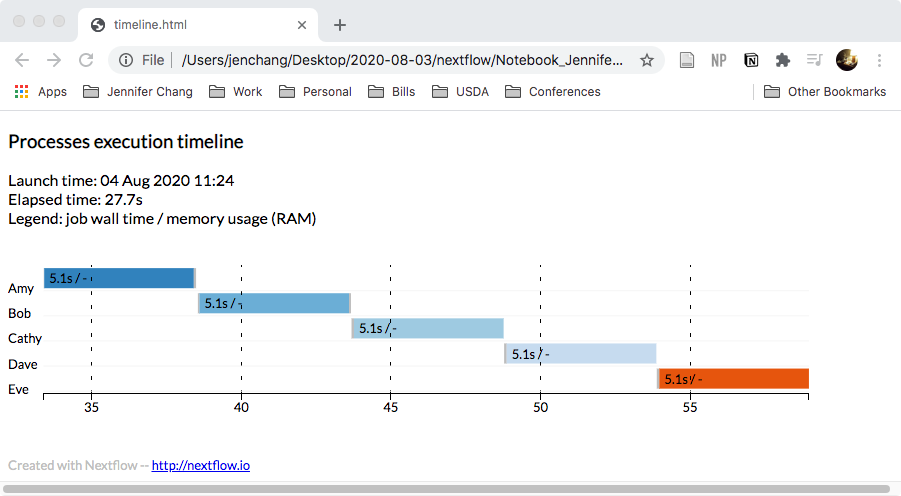 timeline.html
File /Users/jenchang/Desktop/2020-08-03/nextflow/Notebook_Jennife...
NP
Apps Jennifer Chang Work Personal Bills USDA Conferences Other Bookmarks
Processes execution timeline
Launch time: 04 Aug 2020 11:24
Elapsed time: 27.7s
Legend: job wall time / memory usage (RAM)
5.1s / -
Amy
5.1s / -
Bob
5.1s / -
Cathy
5.1s / -
Dave
5.1s / -
Eve
35 40 45 50 55
Created with Nextflow -- http://nextflow.io